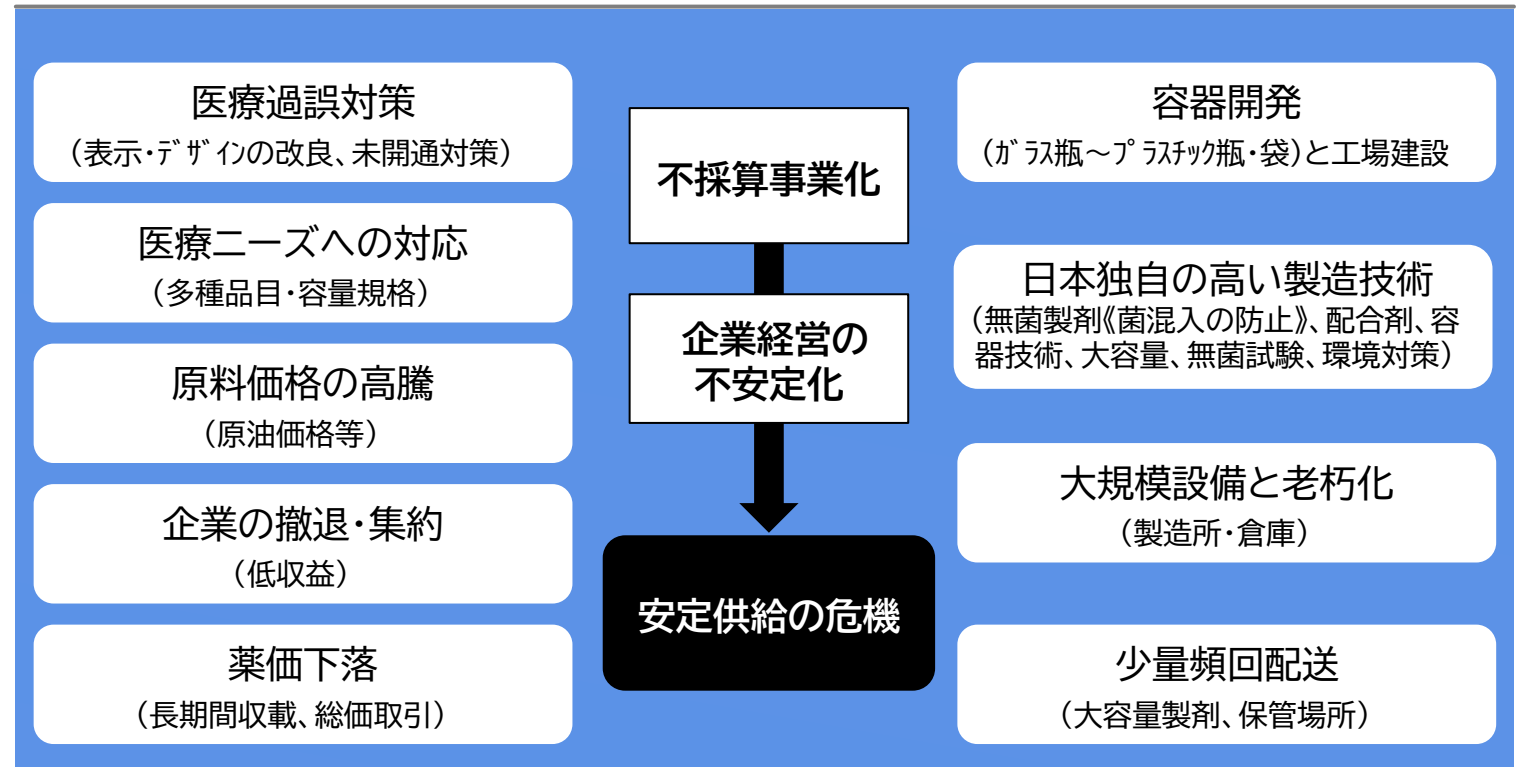 医療過誤対策
（表示・ﾃﾞｻﾞｲﾝの改良、未開通対策）
医療ニーズへの対応
（多種品目・容量規格）
原料価格の高騰
（原油価格等）
企業の撤退・集約
（低収益）
薬価下落
（長期間収載、総価取引）
不採算事業化
企業経営の
不安定化
安定供給の危機
容器開発
（ｶﾞﾗｽ瓶～ﾌﾟﾗｽﾁｯｸ瓶・袋）と工場建設
日本独自の高い製造技術
（無菌製剤《菌混入の防止》、配合剤、容
器技術、大容量、無菌試験、環境対策）
大規模設備と老朽化
（製造所・倉庫）
少量頻回配送
（大容量製剤、保管場所）